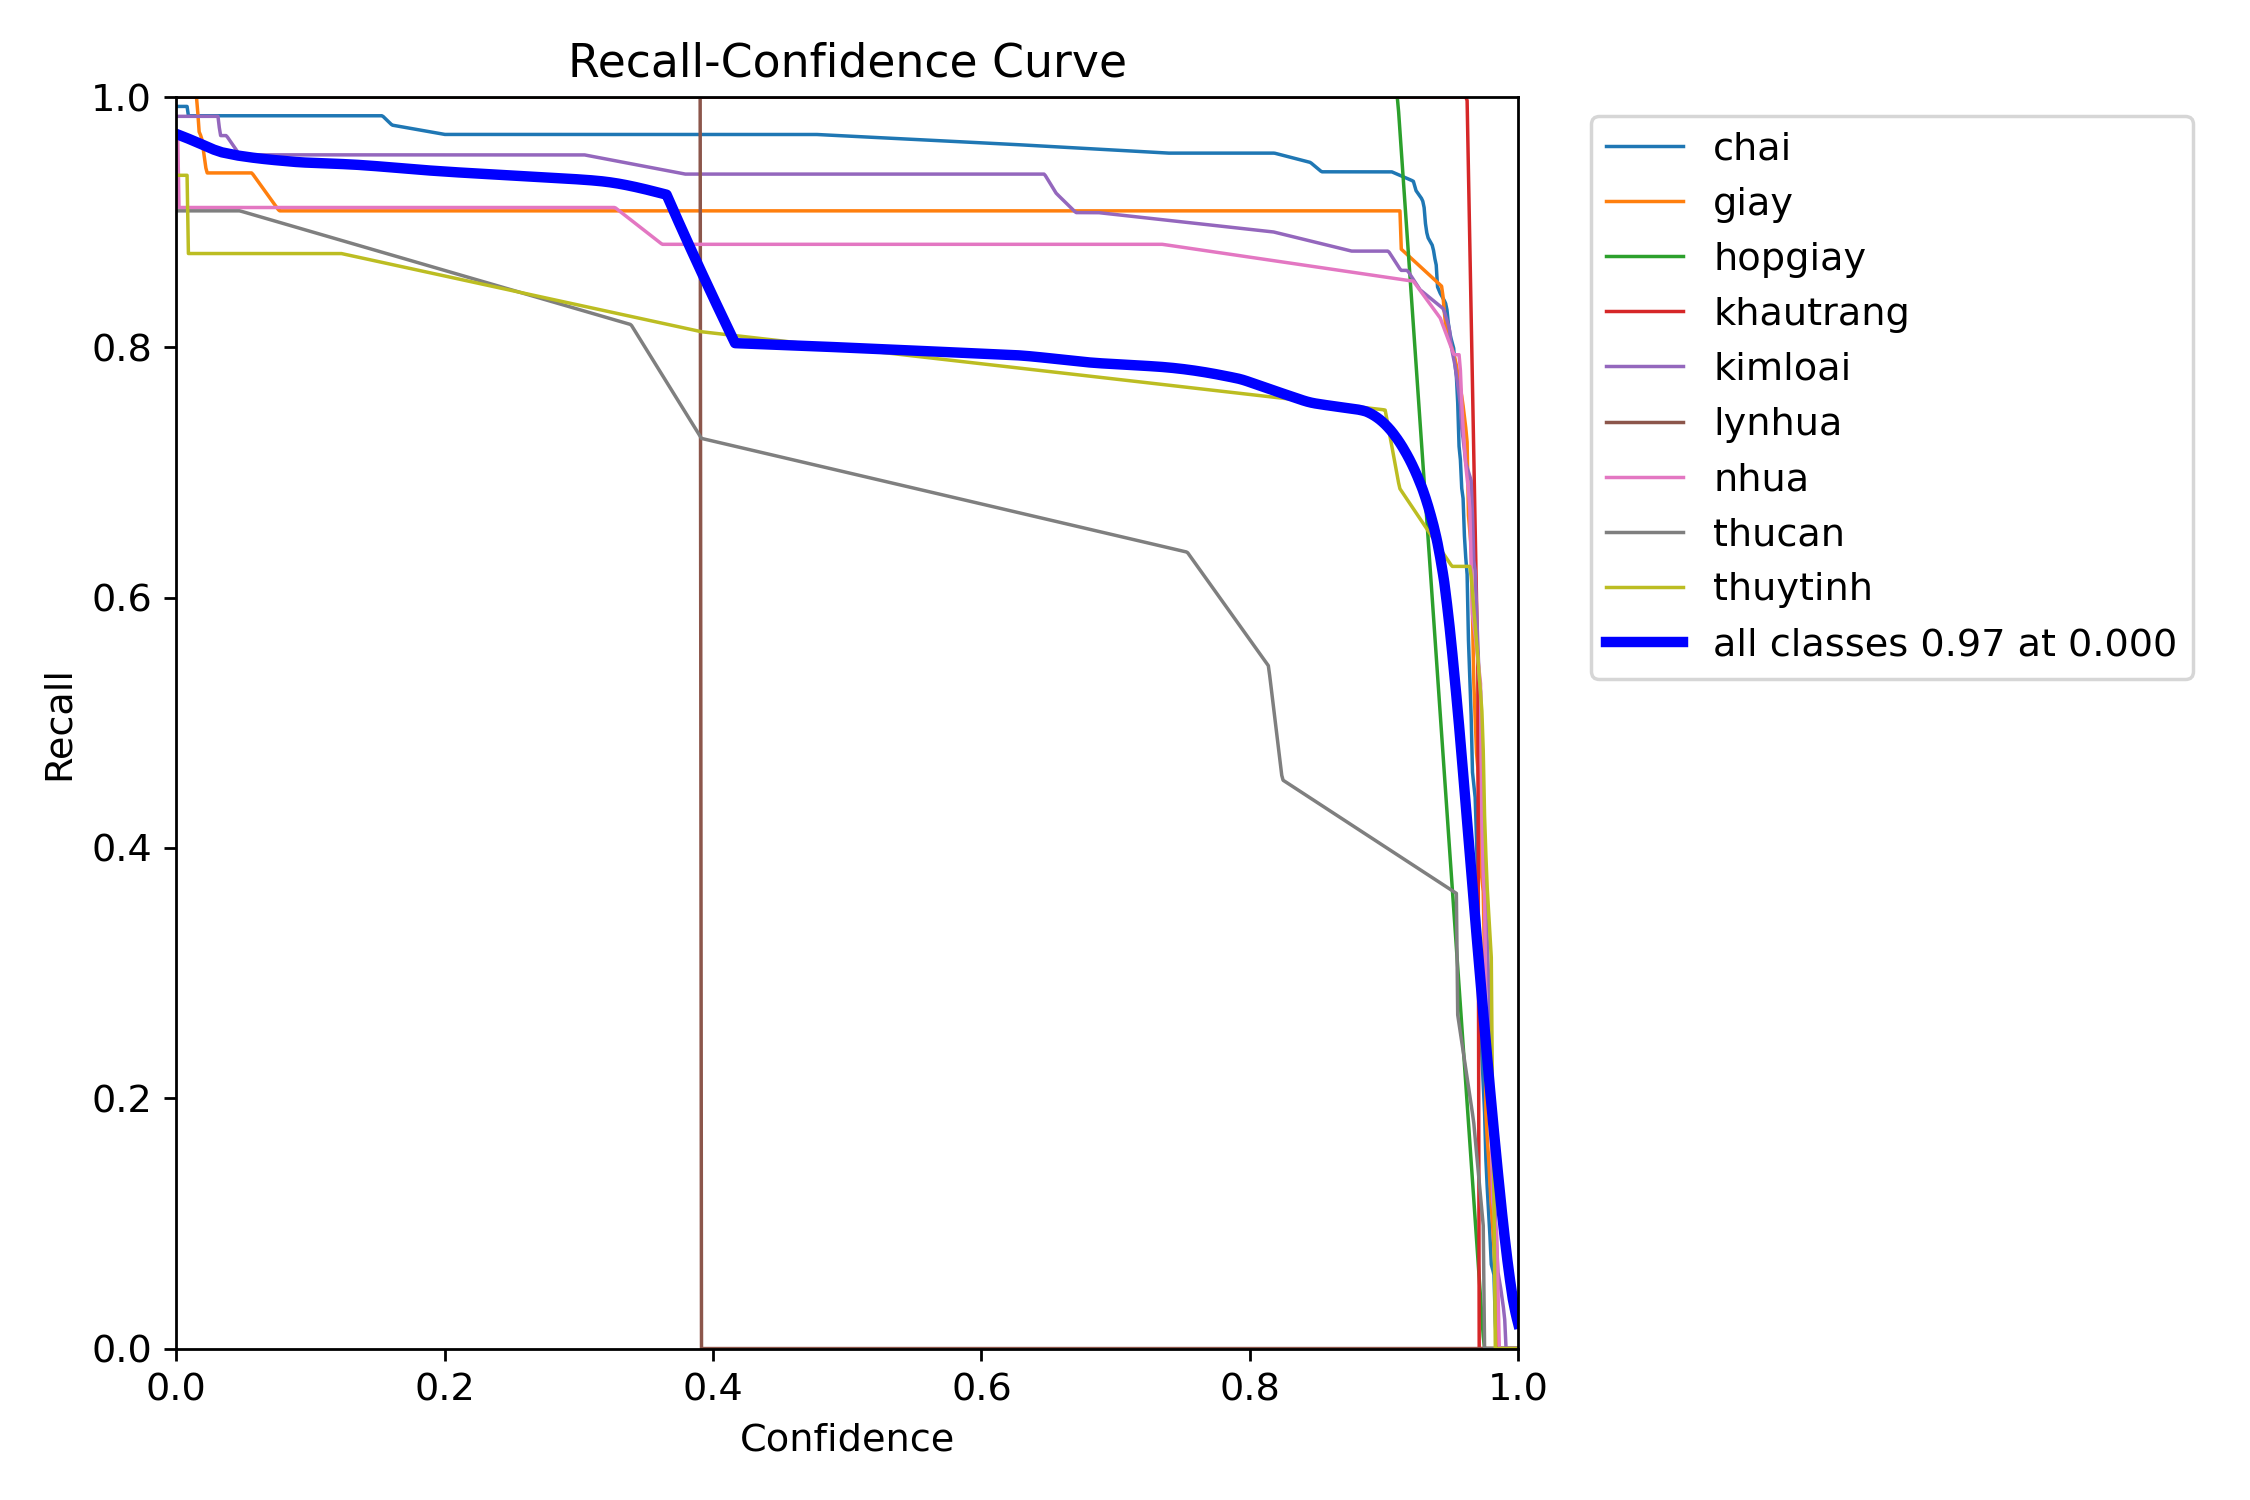 Recall-Confidence Curve
1.0
0.8
0.6
0.4
0.2
0.0
Recall
0.0 0.2 0.4 0.6 0.8 1.0
Confidence
chai
giay
hopgiay
khautrang
kimloai
lynhua
nhua
thucan
thuytinh
all classes 0.97 at 0.000